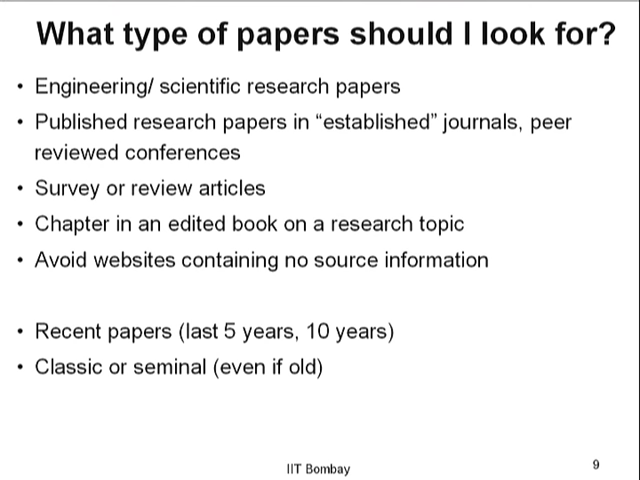 What type of papers should I look for?
• Engineering/ scientific research papers
• Published research papers in “established” journals, peer
reviewed conferences
• Survey or review articles
• Chapter in an edited book on a research topic
• Avoid websites containing no source information
• Recent papers (last 5 years, 10 years)
• Classic or seminal (even if old)
IIT Bombay
9